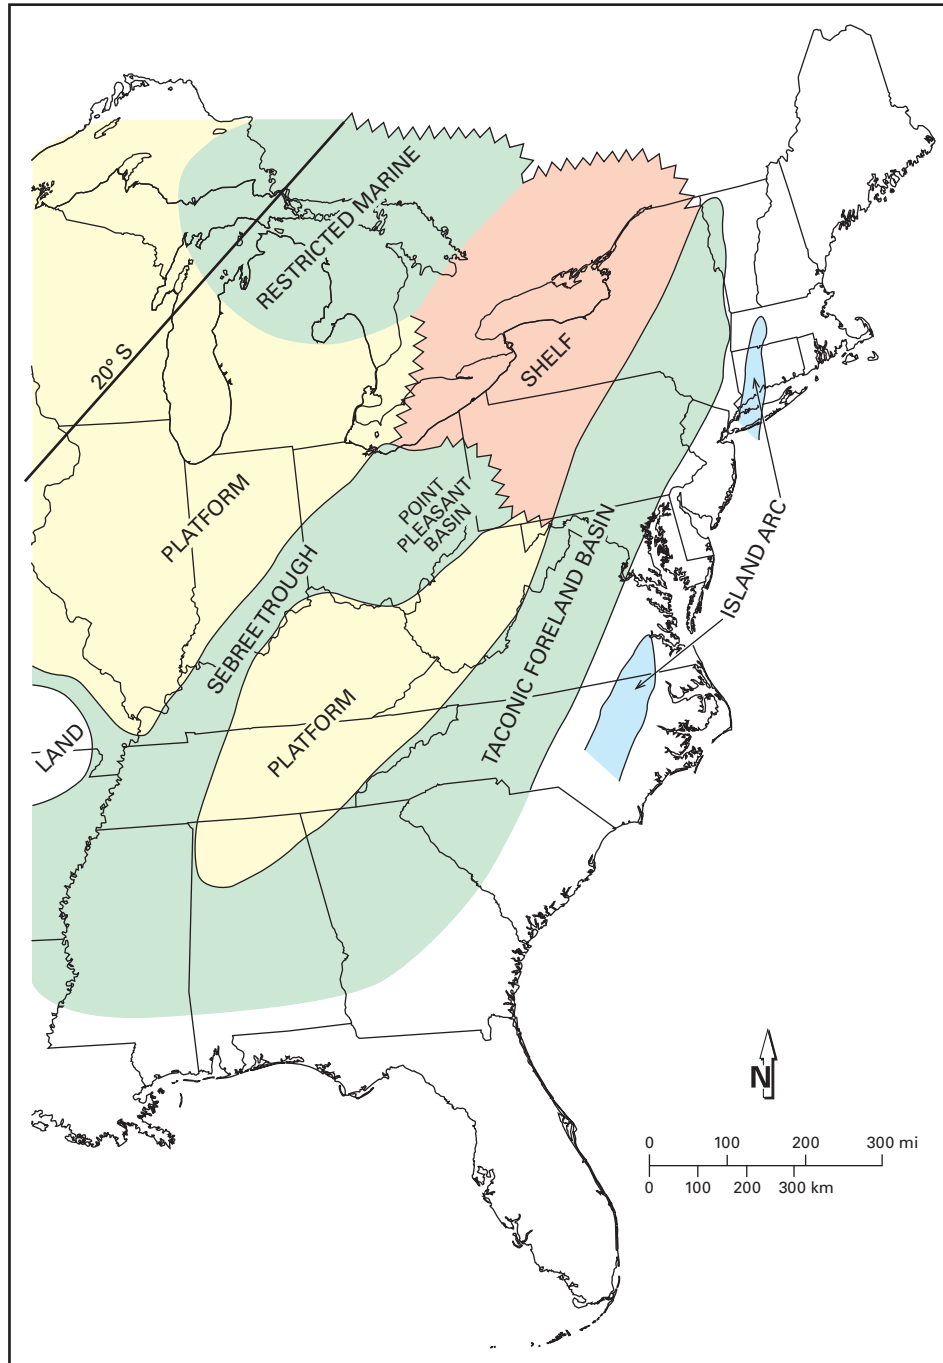 RESTRICTED MARINE
20° S
SHELF
PLATFORM
POINT
PLEASANT
BASIN
SEBREE TROUGH
TACONIC FORELAND BASIN
ISLAND ARC
LAND
PLATFORM
N
0 100 200 300 mi
0 100 200 300 km